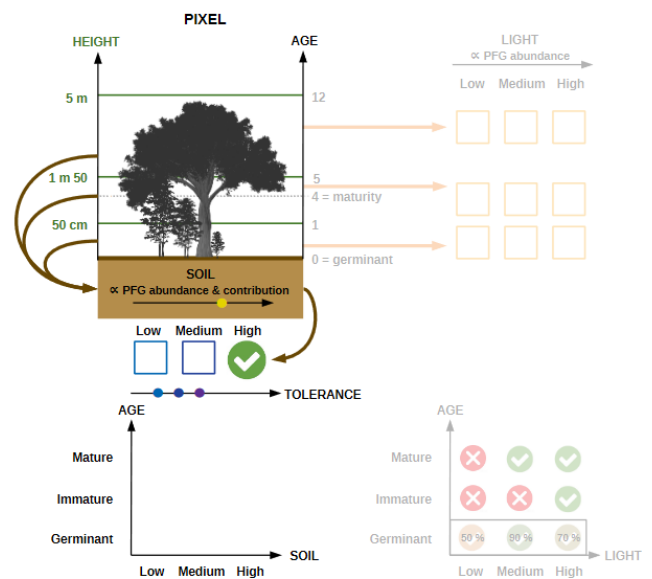 PIXEL
HEIGHT
AGE
LIGHT
∝ PFG abundance
Low Medium High
5 m
12
1 m 50
5
4 = maturity
50 cm
1
0 = germinant
SOIL
∝ PFG abundance & contribution
Low Medium High
TOLERANCE
AGE
Mature
Immature
Germinant
SOIL
Low Medium High
AGE
Mature
Immature
Germinant
50 % 90 % 70 %
LIGHT
Low Medium High